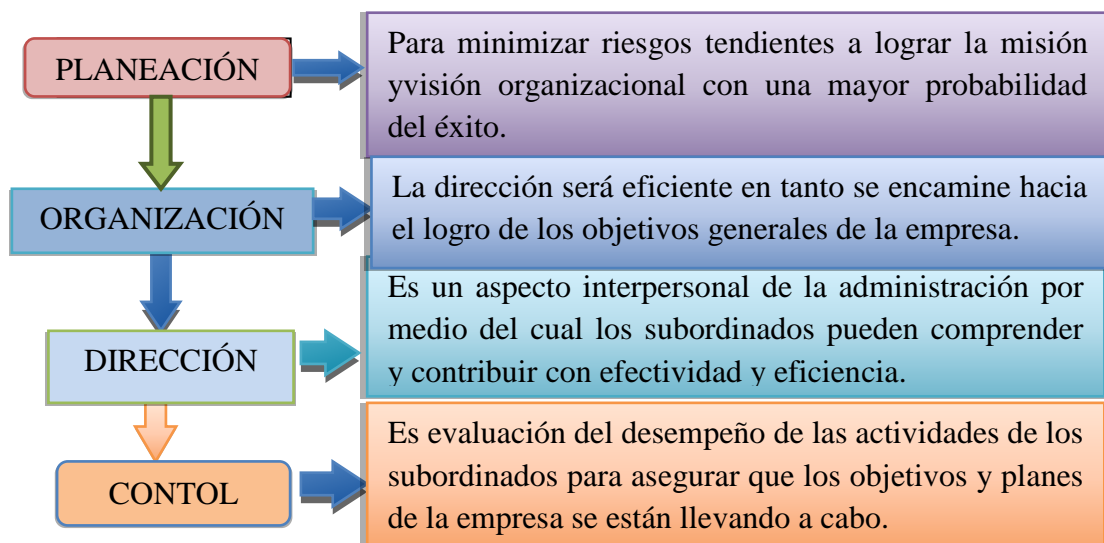 PLANEACIÓN
Para minimizar riesgos tendientes a lograr la misión
yvisión organizacional con una mayor probabilidad
del éxito.
ORGANIZACIÓN
La dirección será eficiente en tanto se encamine hacia
el logro de los objetivos generales de la empresa.
DIRECCIÓN
Es un aspecto interpersonal de la administración por
medio del cual los subordinados pueden comprender
y contribuir con efectividad y eficiencia.
CONTOL
Es evaluación del desempeño de las actividades de los
subordinados para asegurar que los objetivos y planes
de la empresa se están llevando a cabo.